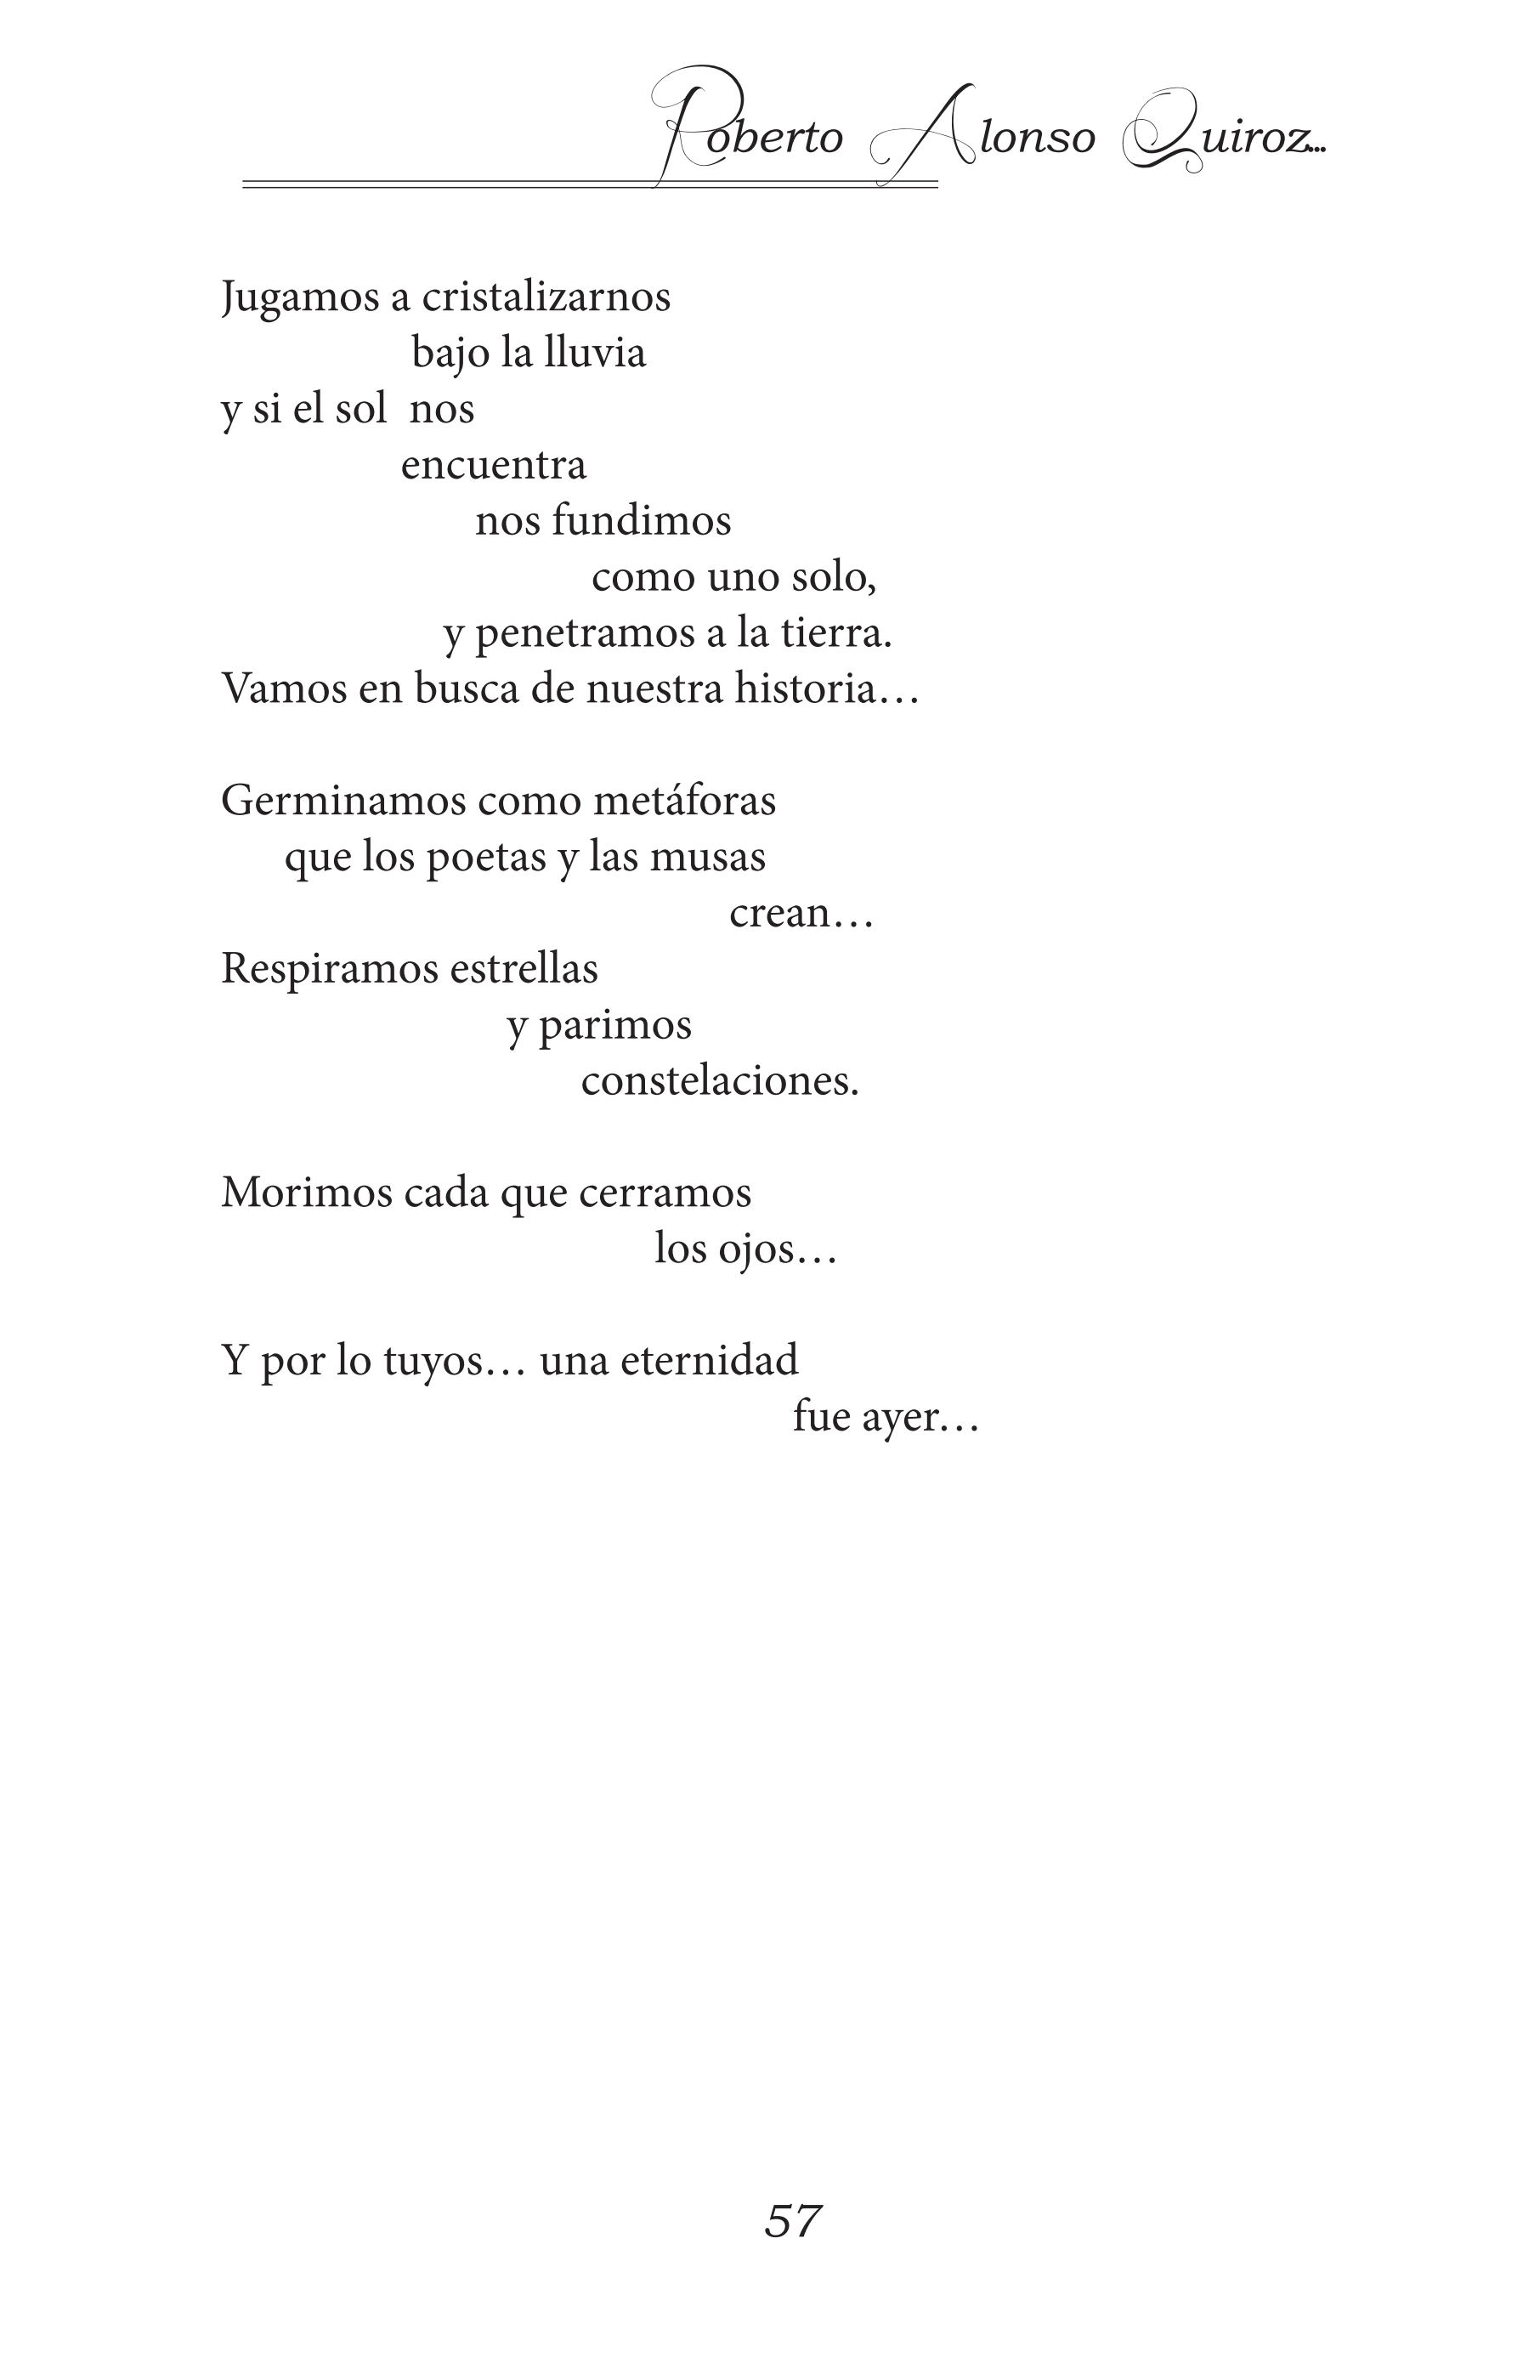 Roberto Alonso Quiroz...
Jugamos a cristalizarnos
bajo la lluvia
y si el sol  nos
encuentra
nos fundimos
como uno solo,
y penetramos a la tierra.
Vamos en busca de nuestra historia…
Germinamos como metáforas
que los poetas y las musas
crean…
Respiramos estrellas
y parimos
constelaciones.
Morimos cada que cerramos
los ojos…
Y por lo tuyos… una eternidad
fue ayer…
57